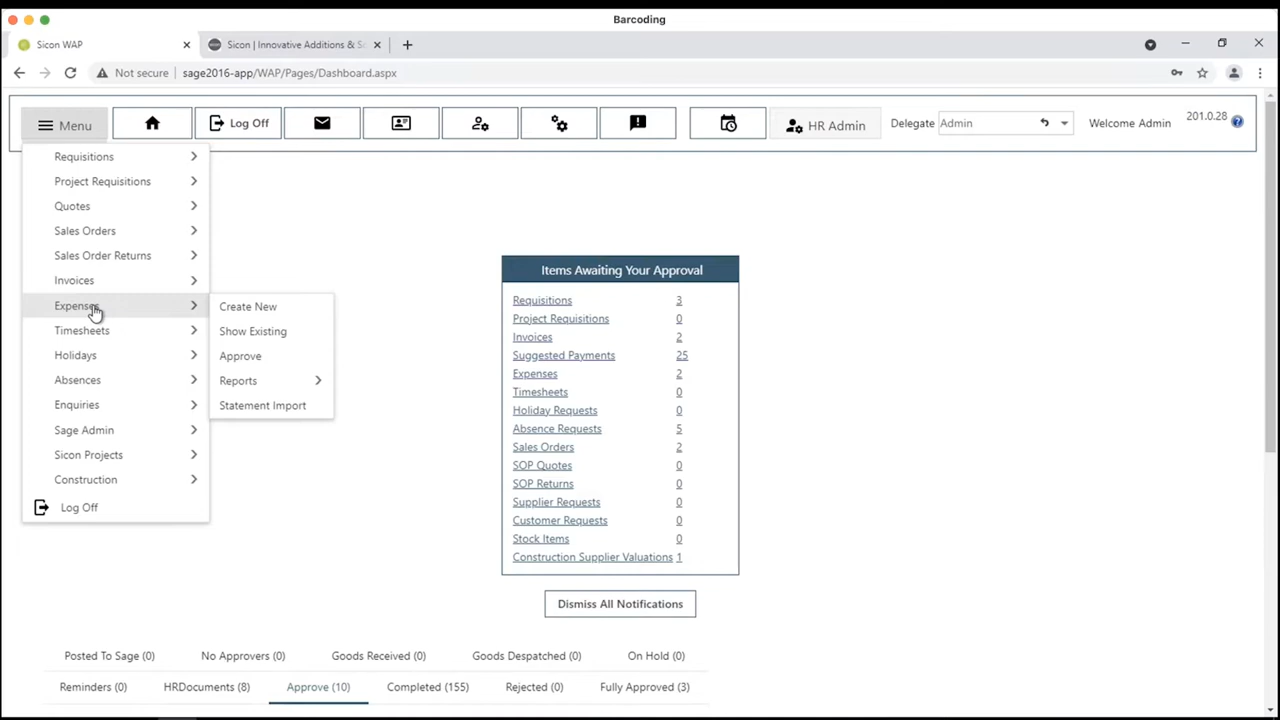 Barcoding
Sicon WAP
Sicon | Innovative Additions & S
Not secure sage2016-app/WAP/Pages/Dashboard.aspx
Menu Log Off HR Admin Delegate Admin Welcome Admin 201.0.28
Requisitions
Project Requisitions
Quotes
Sales Orders
Sales Order Returns
Invoices
Expenses
Timesheets
Holidays
Absences
Enquiries
Sage Admin
Sicon Projects
Construction
Log Off
Create New
Show Existing
Approve
Reports
Statement Import
Items Awaiting Your Approval
Requisitions 3
Project Requisitions 0
Invoices 2
Suggested Payments 25
Expenses 2
Timesheets 0
Holiday Requests 0
Absence Requests 5
Sales Orders 2
SOP Quotes 0
SOP Returns 0
Supplier Requests 0
Customer Requests 0
Stock Items 0
Construction Supplier Valuations 1
Dismiss All Notifications
Posted To Sage (0) No Approvers (0) Goods Received (0) Goods Despatched (0) On Hold (0)
Reminders (0) HRDocuments (8) Approve (10) Completed (155) Rejected (0) Fully Approved (3)